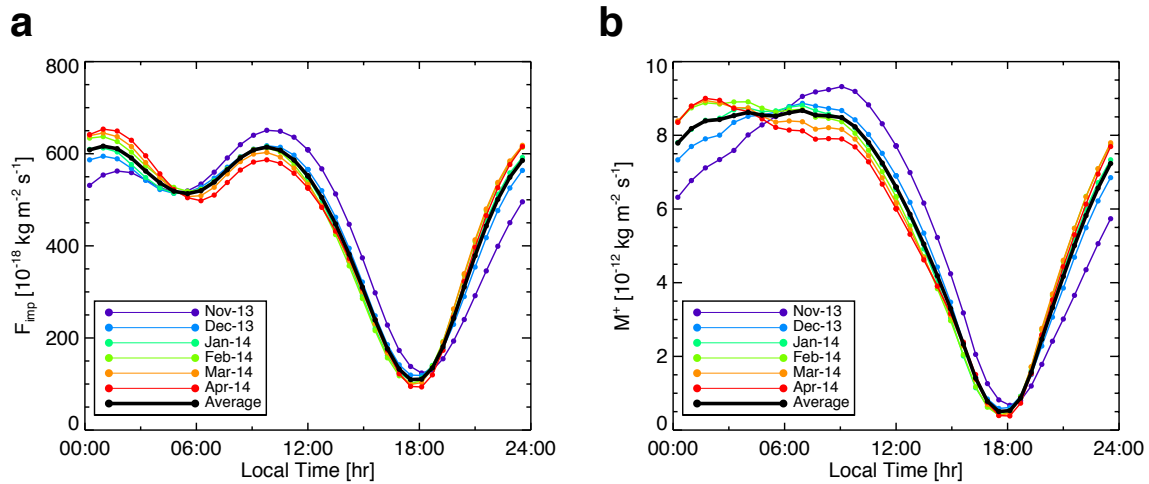 a
F_imp [10^-18 kg m^-2 s^-1]
800
600
400
200
0
Nov-13
Dec-13
Jan-14
Feb-14
Mar-14
Apr-14
Average
00:00 06:00 12:00 18:00 24:00
Local Time [hr]
b
M^+ [10^-12 kg m^-2 s^-1]
10
8
6
4
2
0
Nov-13
Dec-13
Jan-14
Feb-14
Mar-14
Apr-14
Average
00:00 06:00 12:00 18:00 24:00
Local Time [hr]